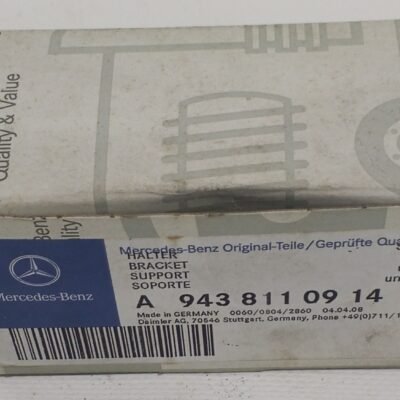 Quality & Value
Mercedes-Benz Original-Teile/Geprüfte Qua
HALTER
BRACKET
SUPPORT
SOPORTE
Mercedes-Benz
A 943 811 09 14
Made in GERMANY 0060/0804/2860 04.04.08
Daimler AG, 70546 Stuttgart, Germany, Phone +49(0)711/1